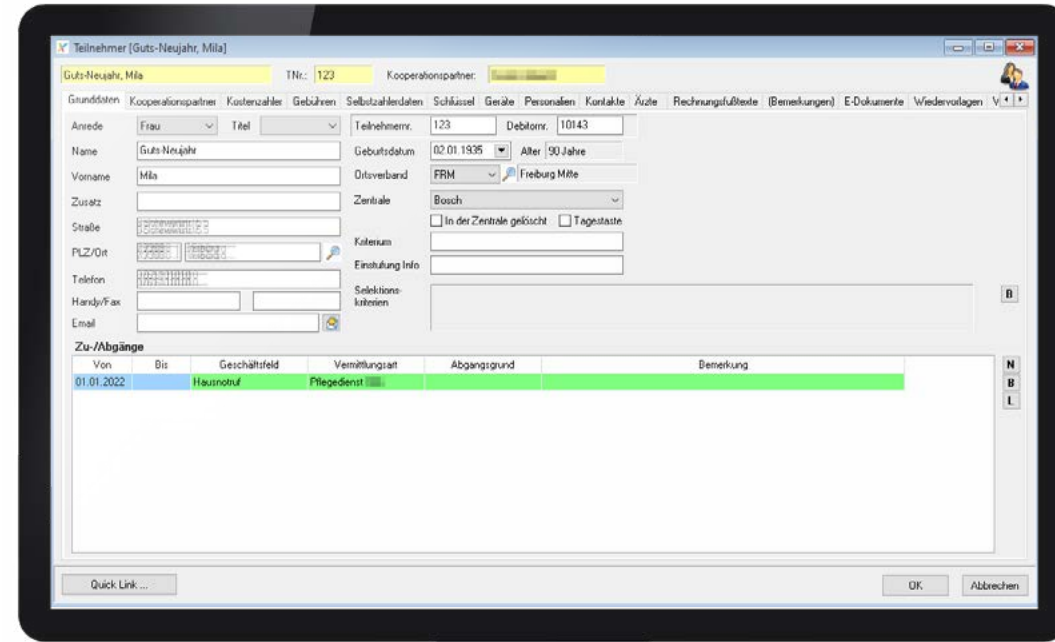 Teilnehmer [Guts-Neujahr, Mila]
Guts-Neujahr, Mila TNr.: 123 Kooperationspartner:
Grunddaten Kooperationspartner Kostenzahler Gebühren Selbstzahlerdaten Schlüssel Geräte Personalien Kontakte Ärzte Rechnungsfußtexte (Bemerkungen) E-Dokumente Wiedervorlagen V
Anrede Frau Titel Teilnehmernr. 123 Debitornr. 10143
Name Guts-Neujahr Geburtsdatum 02.01.1935 Alter 90 Jahre
Vorname Mila Ortsverband FRM Freiburg Mitte
Zusatz Zentrale Bosch
Straße In der Zentrale gelöscht Tagestaste
PLZ/Ort Kriterium
Einstufung Info
Telefon
Handy/Fax Selektions-
kriterien B
Email
Zu-/Abgänge
Von Bis Geschäftsfeld Vermittlungsart Abgangsgrund Bemerkung N
01.01.2022 Hausnotruf Pflegedienst B
L
Quick Link ... OK Abbrechen